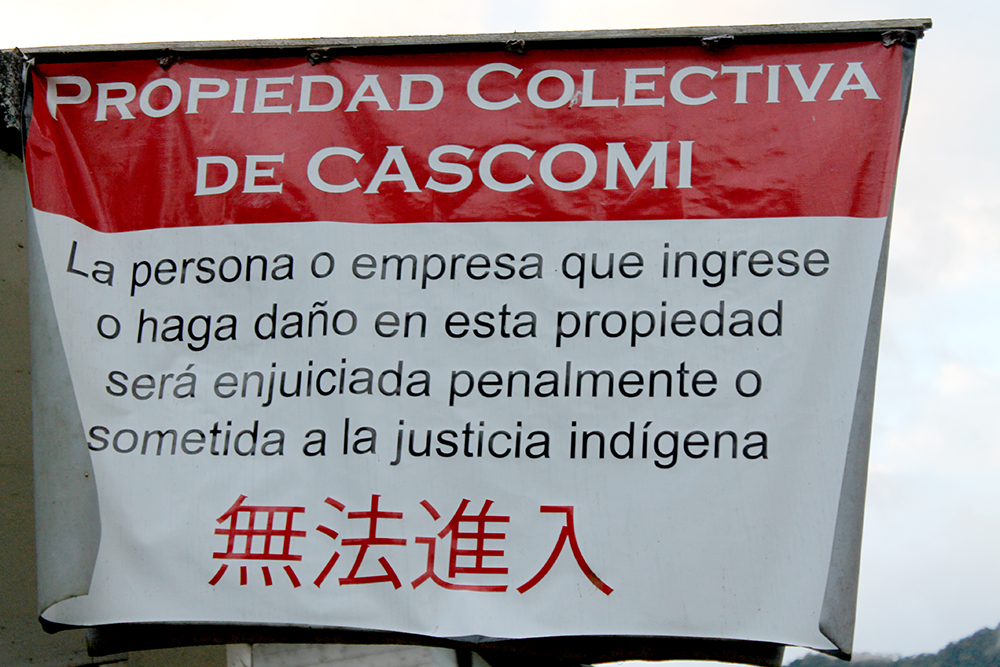 PROPIEDAD COLECTIVA
DE CASCOMI
La persona o empresa que ingrese
o haga daño en esta propiedad
será enjuiciada penalmente o
sometida a la justicia indígena
無法進入